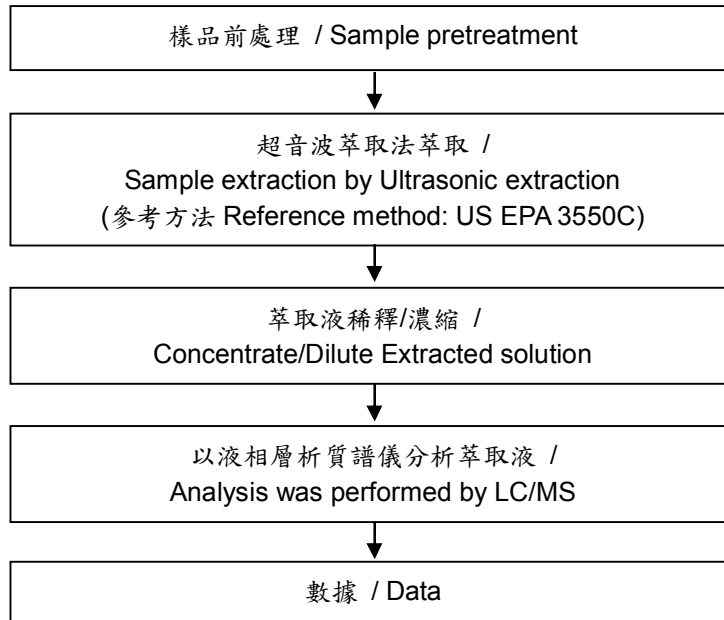 樣品前處理 / Sample pretreatment
超音波萃取法萃取 /
Sample extraction by Ultrasonic extraction
(參考方法 Reference method: US EPA 3550C)
萃取液稀釋/濃縮 /
Concentrate/Dilute Extracted solution
以液相層析質譜儀分析萃取液 /
Analysis was performed by LC/MS
數據 / Data